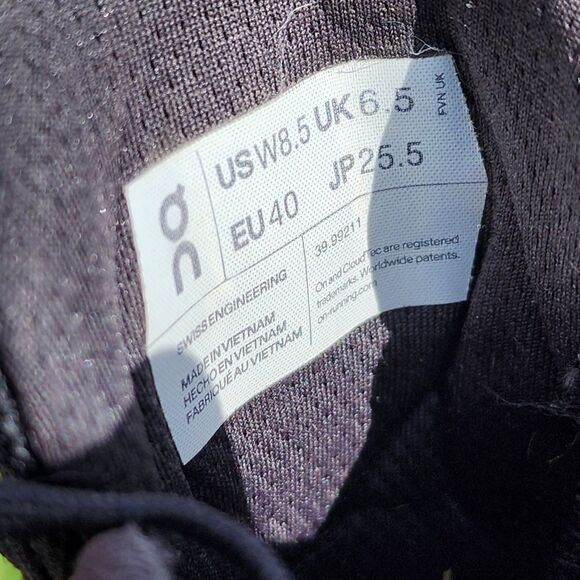 On
US W8.5 UK 6.5
EU 40 JP 25.5
FVN UK
SWISS ENGINEERING
MADE IN VIETNAM
HECHO EN VIETNAM
FABRIQUÉ AU VIETNAM
39.99211
On and CloudTec are registered
trademarks. Worldwide patents.
on-running.com